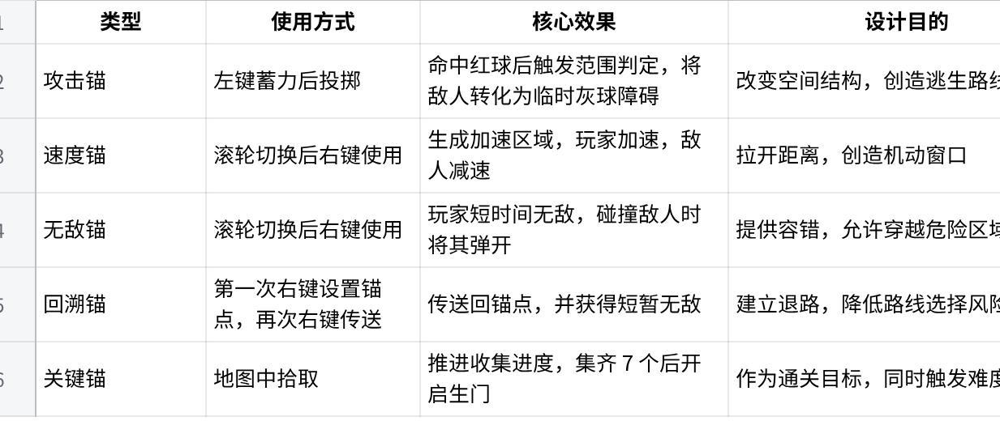 类型 使用方式 核心效果 设计目的
2 攻击锚 左键蓄力后投掷 命中红球后触发范围判定，将 改变空间结构，创造逃生路
敌人转化为临时灰球障碍
3 速度锚 滚轮切换后右键使用 生成加速区域，玩家加速，敌 拉开距离，创造机动窗口
人减速
4 无敌锚 滚轮切换后右键使用 玩家短时间无敌，碰撞敌人时 提供容错，允许穿越危险区
将其弹开
5 回溯锚 第一次右键设置锚 传送回锚点，并获得短暂无敌 建立退路，降低路线选择风
点，再次右键传送
6 关键锚 地图中拾取 推进收集进度，集齐 7 个后开 作为通关目标，同时触发难
启生门